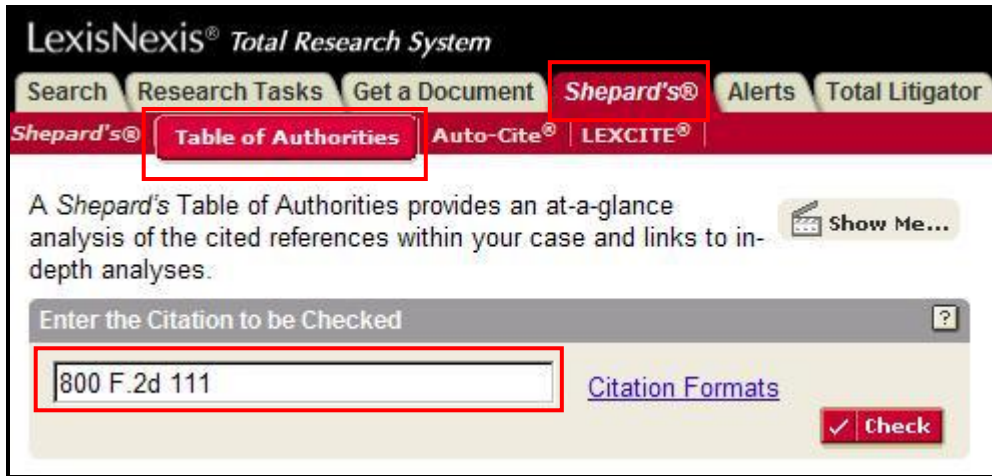 LexisNexis® Total Research System
Search Research Tasks Get a Document Shepard's® Alerts Total Litigator
Shepard's® Table of Authorities Auto-Cite® LEXCITE®
A Shepard's Table of Authorities provides an at-a-glance
analysis of the cited references within your case and links to in-
depth analyses.
Show Me...
Enter the Citation to be Checked ?
800 F.2d 111 Citation Formats
Check